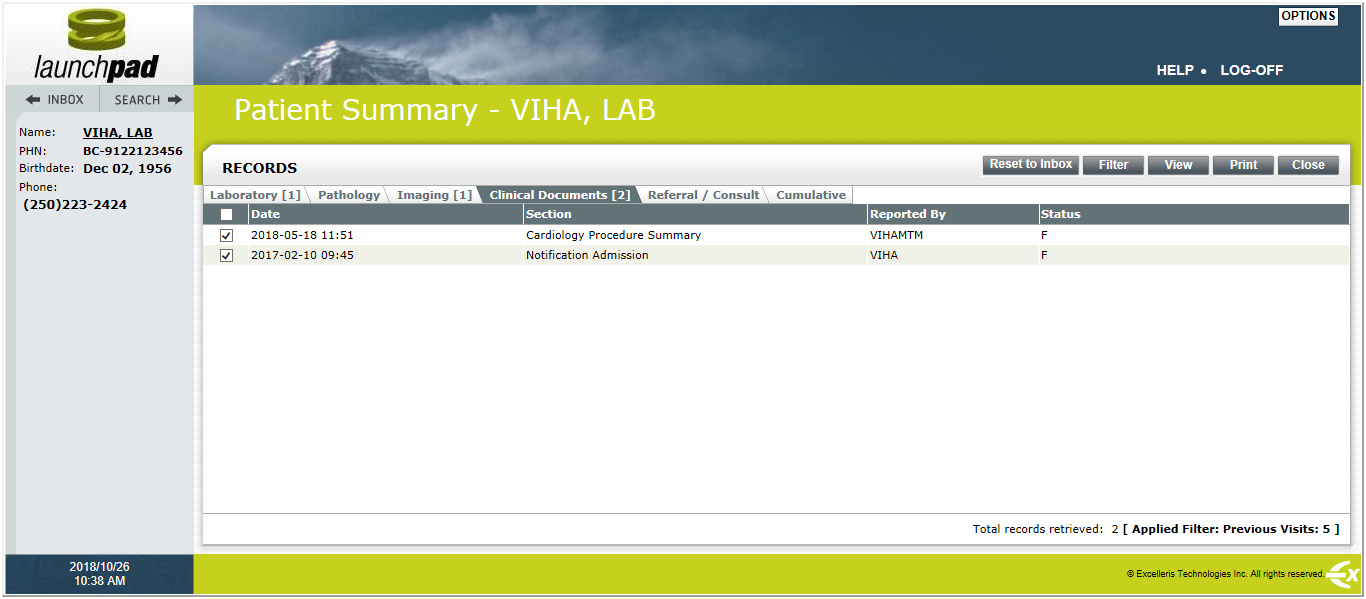 OPTIONS
launchpad
HELP • LOG-OFF
INBOX SEARCH
Patient Summary - VIHA, LAB
Name: VIHA, LAB
PHN: BC-9122123456
Birthdate: Dec 02, 1956
Phone:
(250)223-2424
RECORDS Reset to Inbox Filter View Print Close
Laboratory [1] Pathology Imaging [1] Clinical Documents [2] Referral / Consult Cumulative
Date Section Reported By Status
2018-05-18 11:51 Cardiology Procedure Summary VIHAMTM F
2017-02-10 09:45 Notification Admission VIHA F
Total records retrieved: 2 [ Applied Filter: Previous Visits: 5 ]
2018/10/26
10:38 AM
© Excelleris Technologies Inc. All rights reserved.